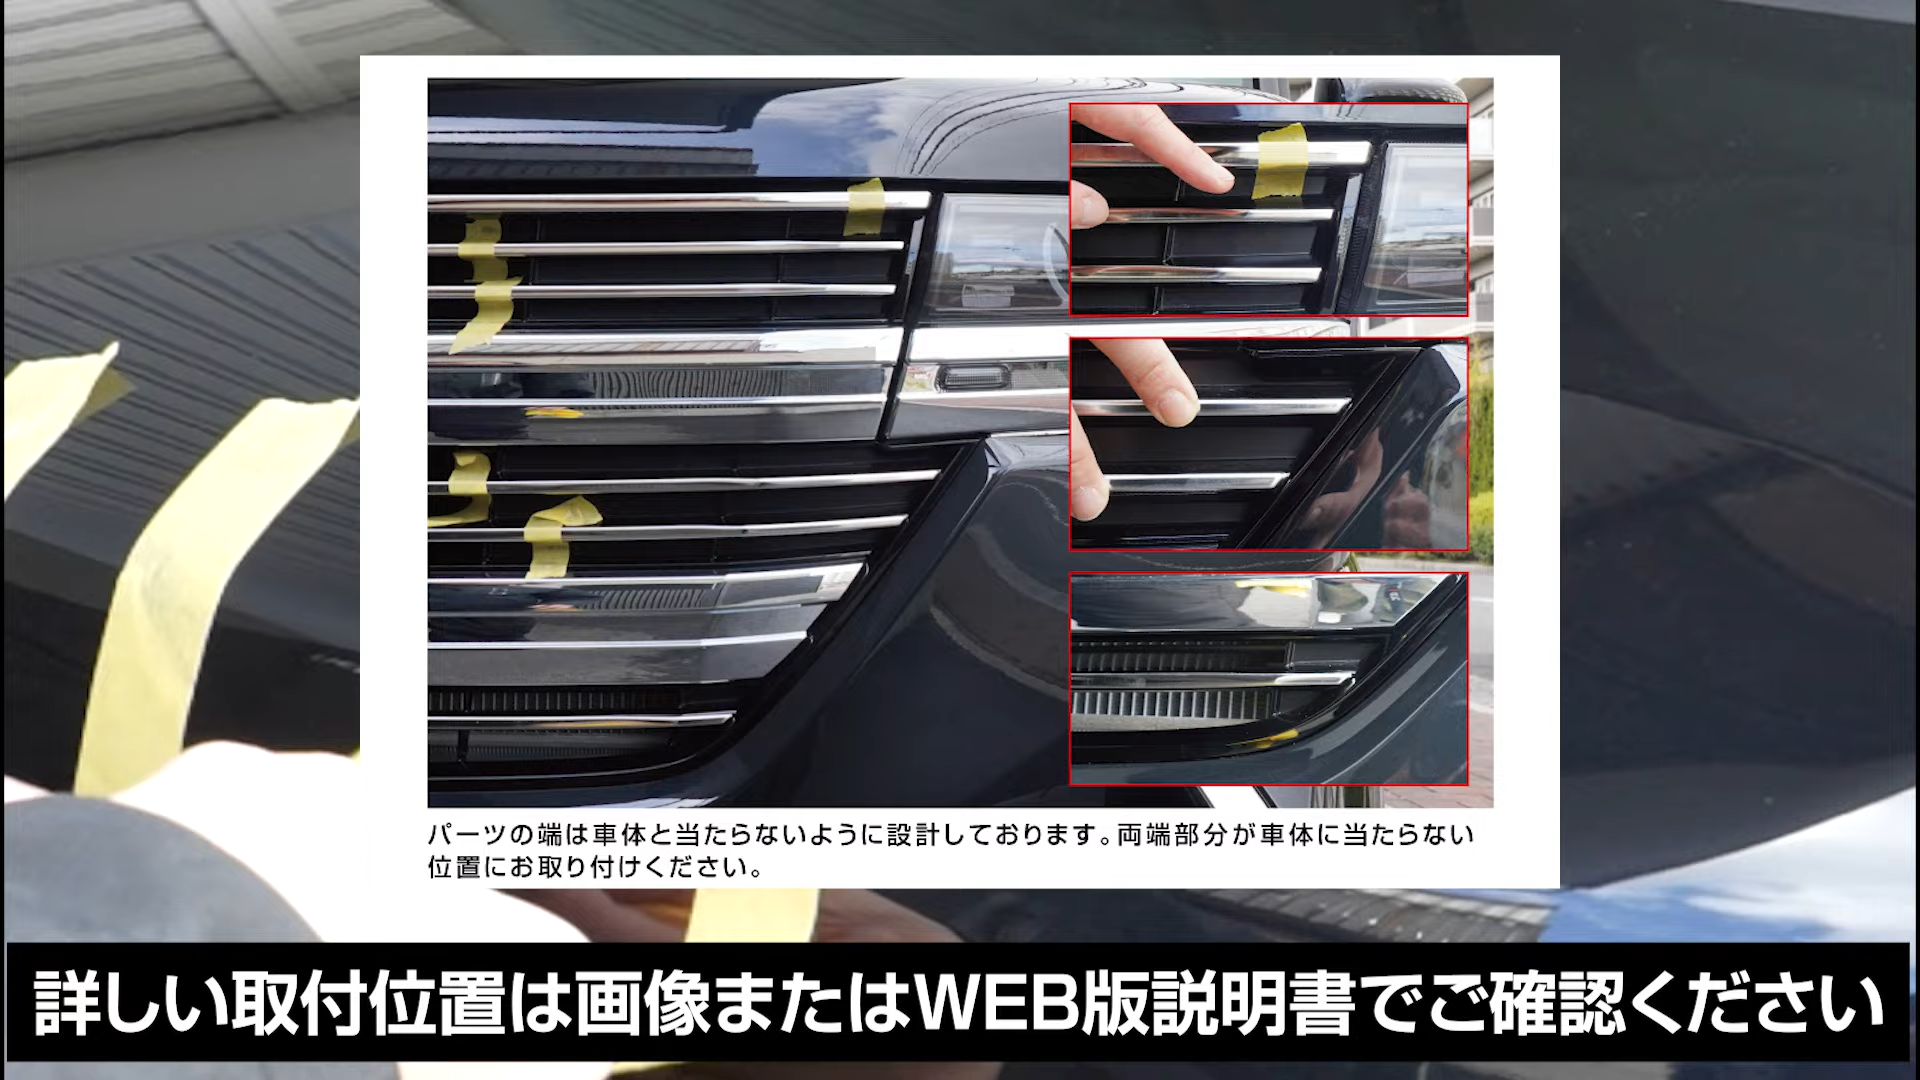 パーツの端は車体と当たらないように設計しております。両端部分が車体に当たらない
位置にお取り付けください。
詳しい取付位置は画像またはWEB版説明書でご確認ください